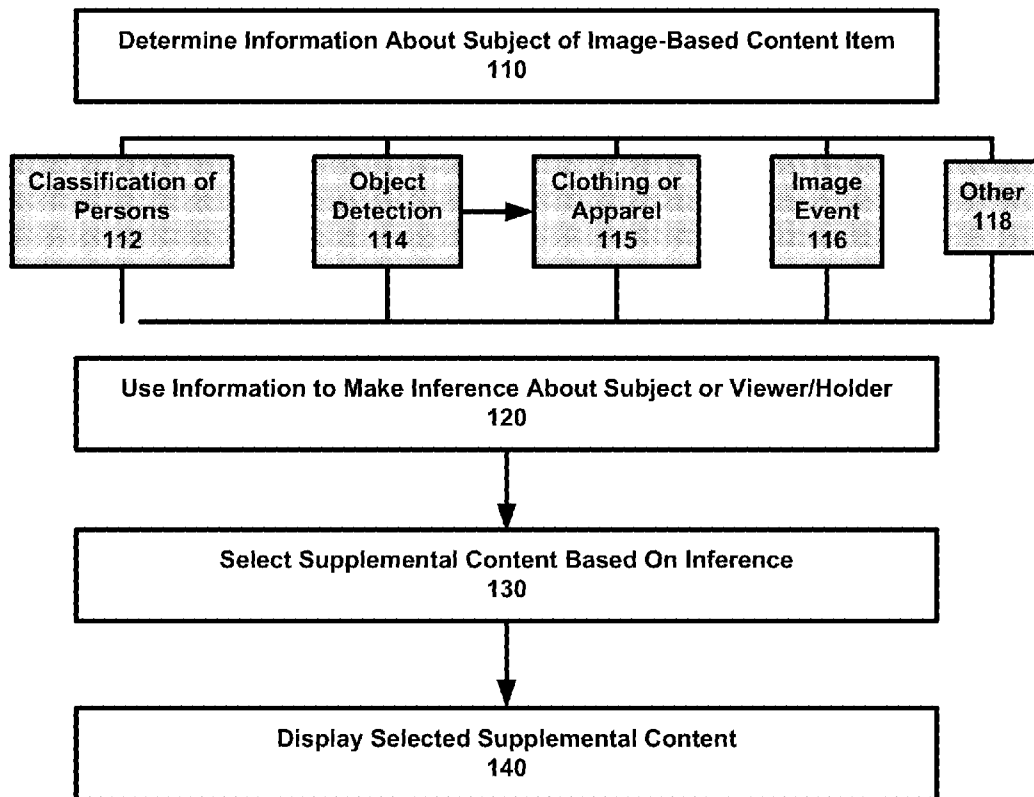 Determine Information About Subject of Image-Based Content Item
110
Classification of
Persons
112
Object
Detection
114
Clothing or
Apparel
115
Image
Event
116
Other
118
Use Information to Make Inference About Subject or Viewer/Holder
120
Select Supplemental Content Based On Inference
130
Display Selected Supplemental Content
140